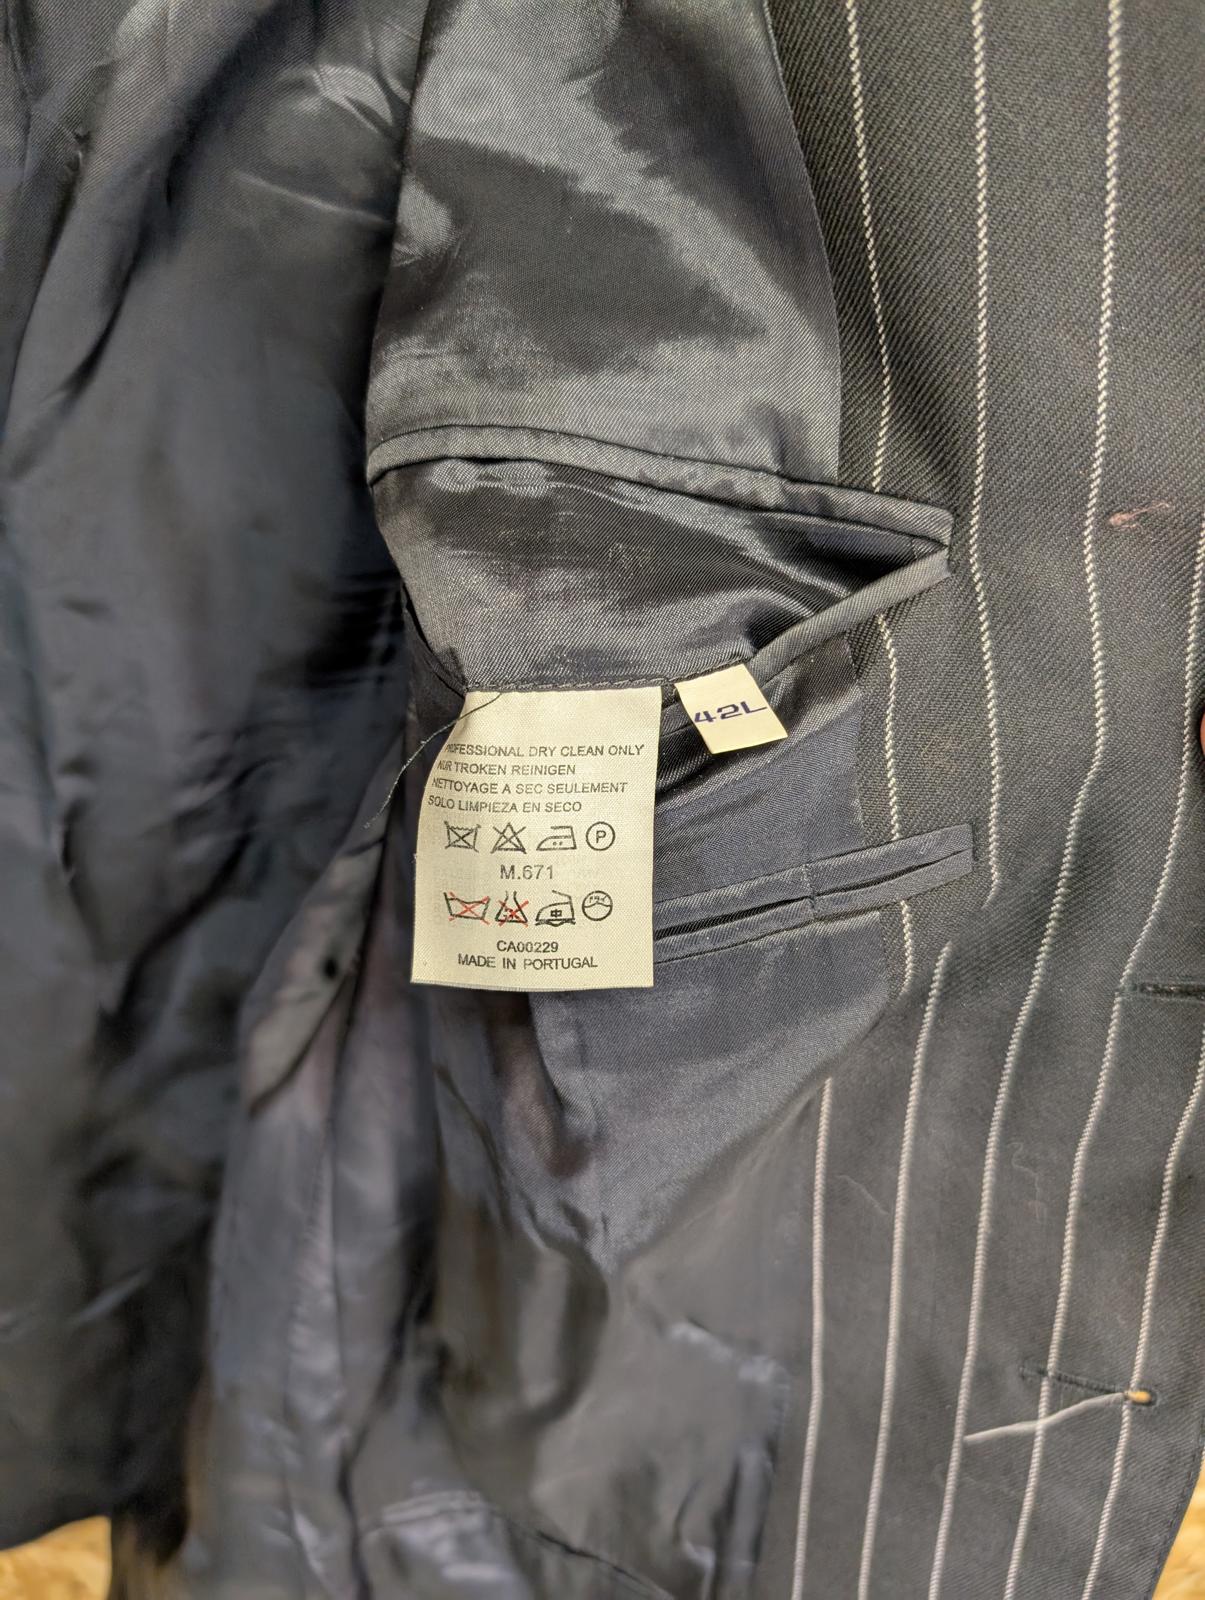 42L
PROFESSIONAL DRY CLEAN ONLY
NUR TROKEN REINIGEN
NETTOYAGE A SEC SEULEMENT
SOLO LIMPIEZA EN SECO
P
M.671
CA00229
MADE IN PORTUGAL